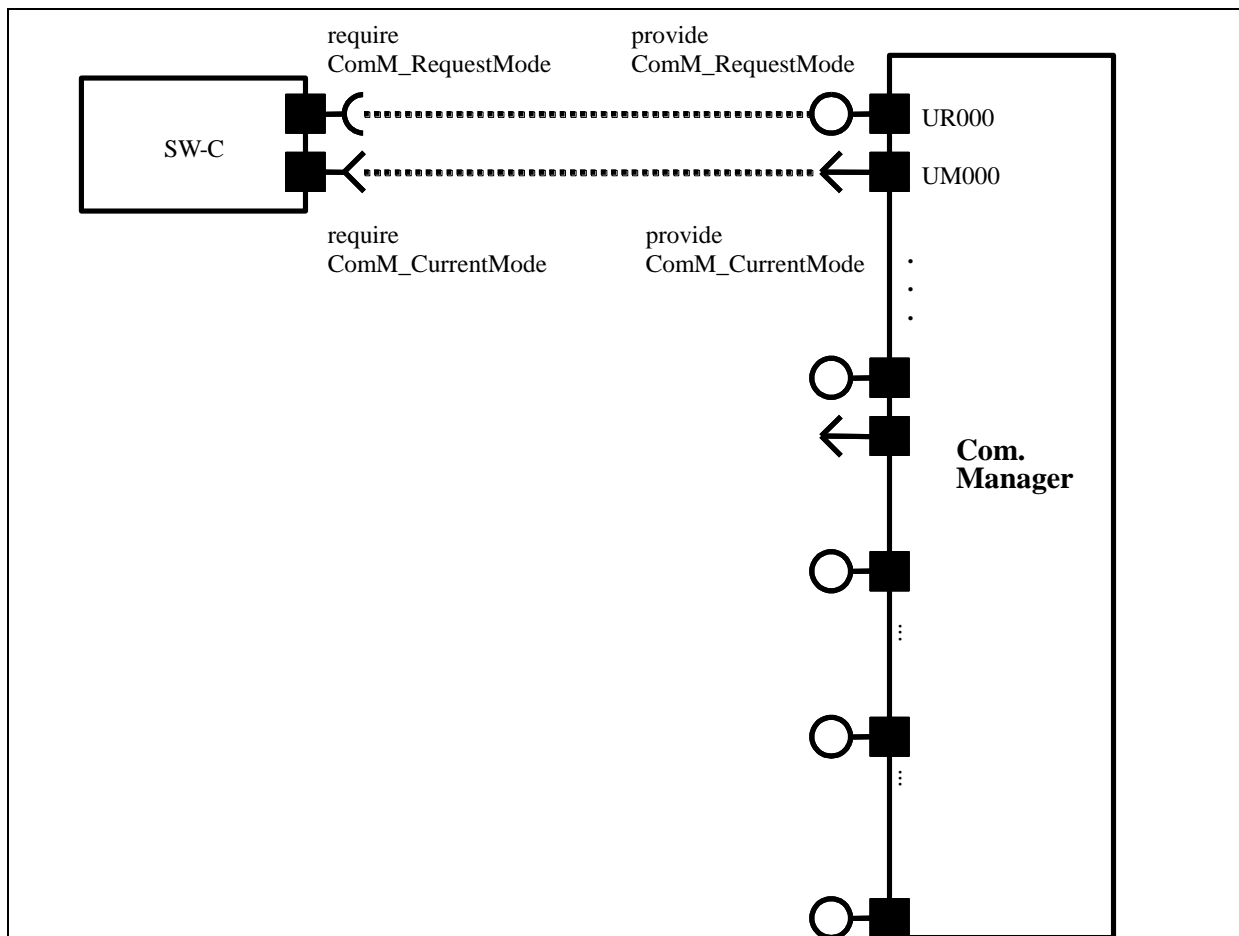 require
ComM_RequestMode
provide
ComM_RequestMode
SW-C
UR000
UM000
require
ComM_CurrentMode
provide
ComM_CurrentMode
Com.
Manager
...
...